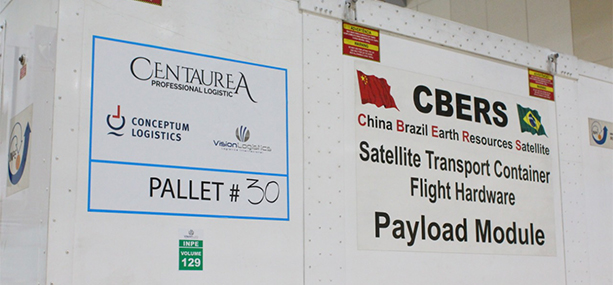 CENTAUREA
PROFESSIONAL LOGISTIC
CONCEPTUM
LOGISTICS
VisionLogistics
PALLET # 30
INPE
VOLUME
129
CBERS
China Brazil Earth Resources Satellite
Satellite Transport Container
Flight Hardware
Payload Module